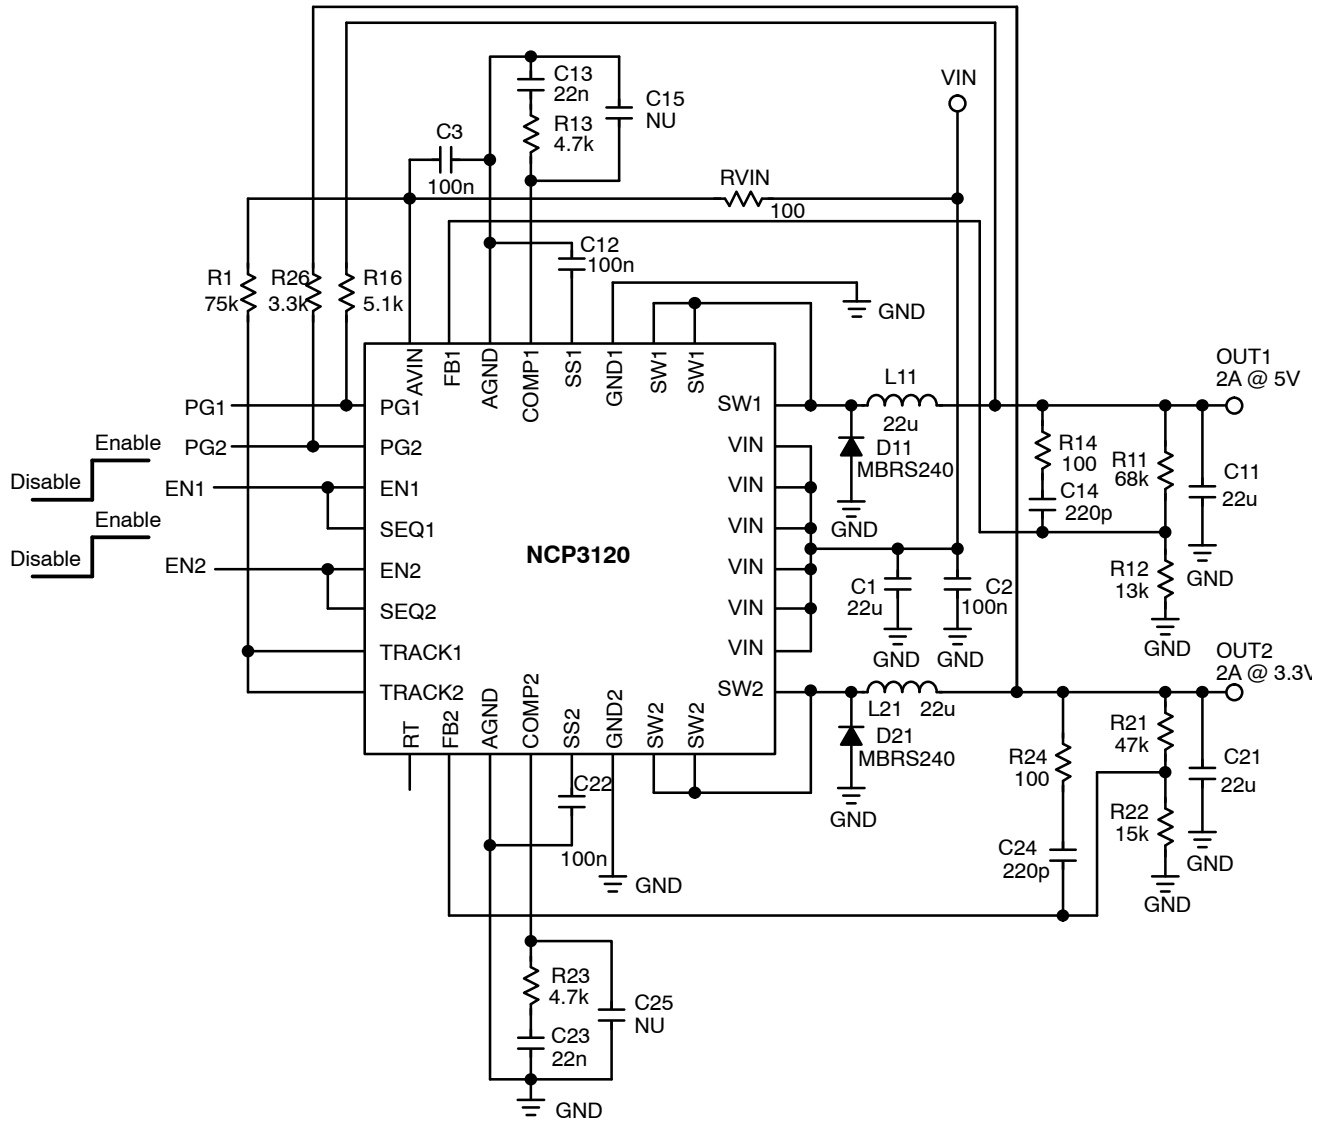 C13
22n
C15
NU
VIN
C3
R13
4.7k
100n
RVIN
100
C12
100n
R1
75k
R26
3.3k
R16
5.1k
GND
AVIN
FB1
AGND
COMP1
SS1
GND1
SW1
SW1
OUT1
2A @ 5V
L11
22u
PG1
PG1
SW1
Enable
PG2
PG2
VIN
D11
MBRS240
R14
100
R11
68k
C11
22u
Disable
EN1
EN1
VIN
C14
220p
GND
Enable
SEQ1
VIN
NCP3120
Disable
EN2
EN2
VIN
C1
22u
C2
100n
R12
13k
GND
SEQ2
VIN
TRACK1
VIN
GND
GND
GND
OUT2
2A @ 3.3V
TRACK2
SW2
L21
22u
RT
FB2
AGND
COMP2
SS2
GND2
SW2
SW2
D21
MBRS240
R21
47k
R24
100
C21
22u
C22
GND
R22
15k
100n
C24
220p
GND
GND
GND
R23
4.7k
C25
NU
C23
22n
GND